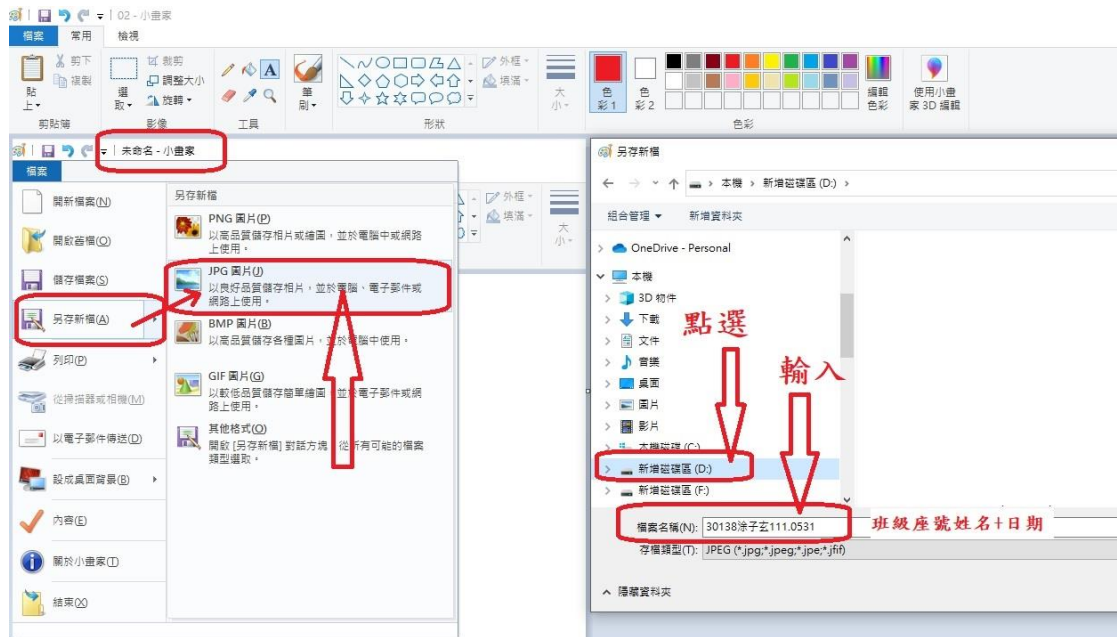 02 - 小畫家
檔案 常用 檢視
剪下
複製
貼上
剪貼簿
選取
裁剪
調整大小
旋轉
影像
A
工具
筆刷
外框
填滿
形狀
大小
色彩 1
色彩 2
編輯色彩
色彩
使用小畫家 3D 編輯
未命名 - 小畫家
檔案
開新檔案(N)
開啟舊檔(O)
儲存檔案(S)
另存新檔(A)
列印(P)
從掃描器或相機(M)
以電子郵件傳送(D)
設成桌面背景(B)
內容(E)
關於小畫家(T)
結束(X)
另存新檔
PNG 圖片(P)
以高品質儲存相片或繪圖，並於電腦中或網路
上使用。
JPG 圖片(J)
以良好品質儲存相片，並於電腦、電子郵件或
網路上使用。
BMP 圖片(B)
以高品質儲存各種圖片，並於電腦中使用。
GIF 圖片(G)
以較低品質儲存簡單繪圖，並於電子郵件或網
路上使用。
其他格式(O)
開啟 [另存新檔] 對話方塊，從所有可能的檔案
類型選取。
外框
填滿
大小
另存新檔
本機 › 新增磁碟區 (D:) ›
組合管理 新增資料夾
OneDrive - Personal
本機
3D 物件
下載
文件
音樂
桌面
圖片
影片
本機磁碟 (C:)
新增磁碟區 (D:)
新增磁碟區 (F:)
點選
輸入
檔案名稱(N): 30138涂子玄111.0531
班級座號姓名+日期
存檔類型(T): JPEG (*.jpg;*.jpeg;*.jpe;*.jfif)
隱藏資料夾